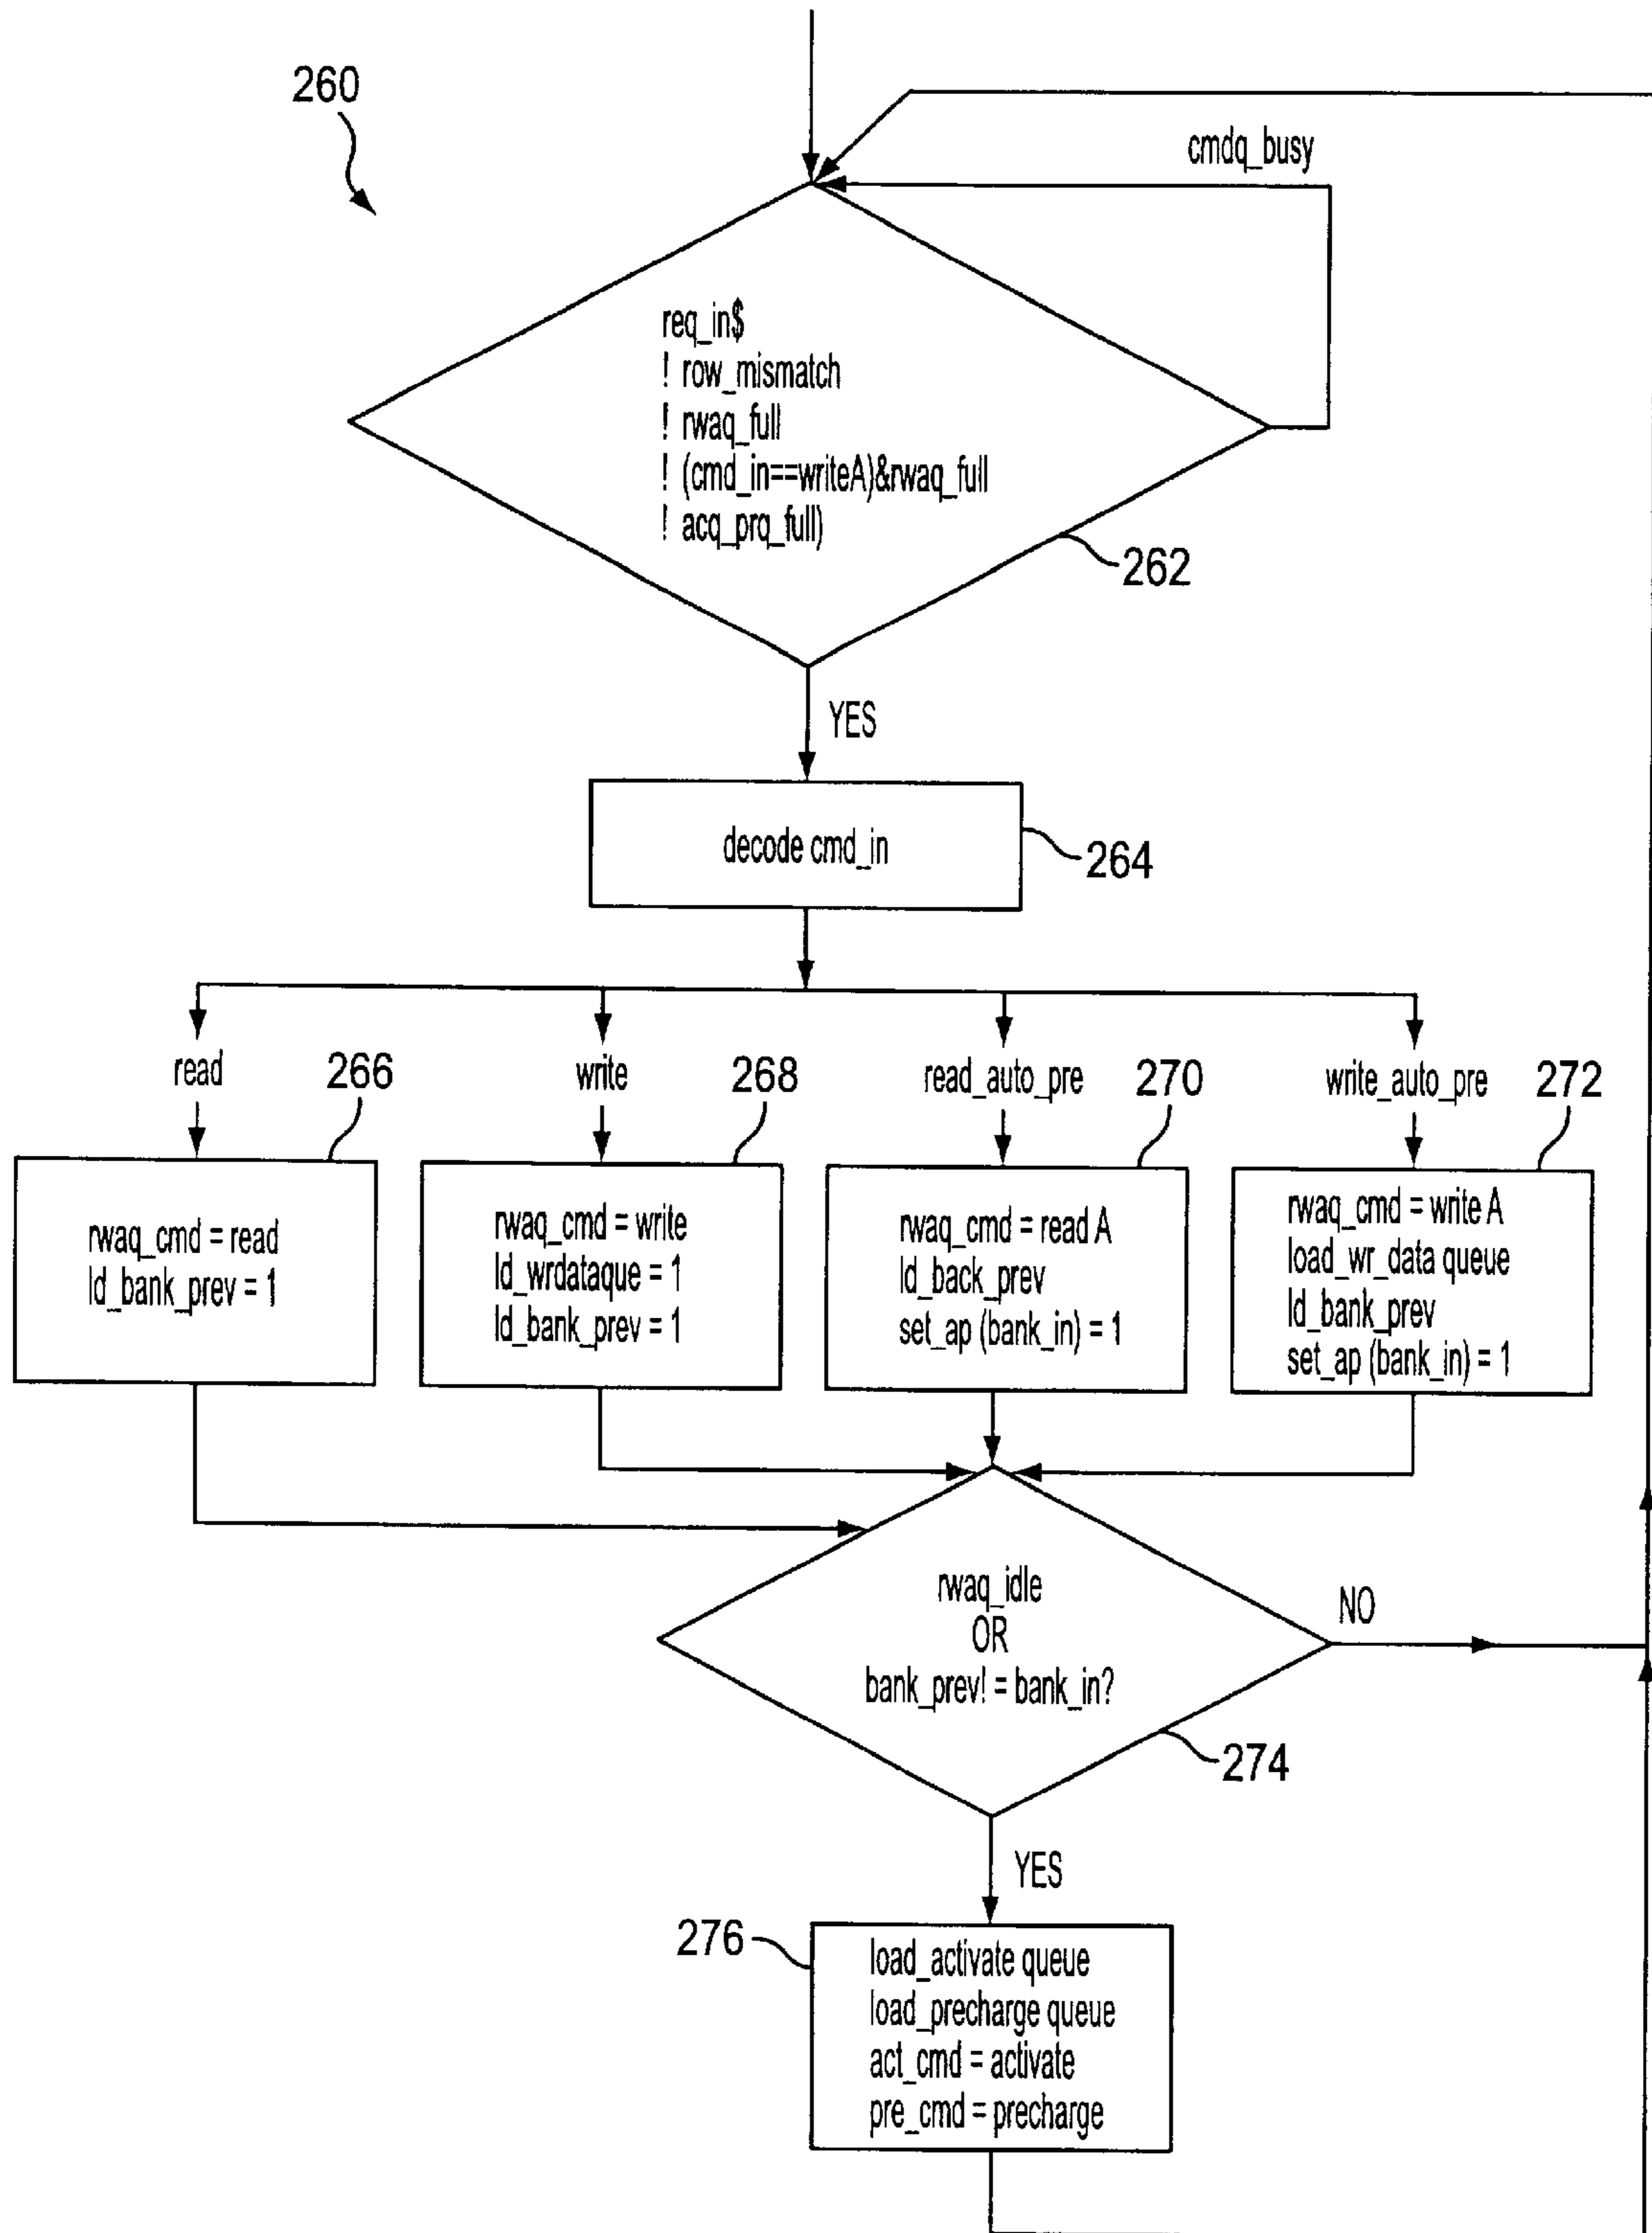 260
cmdq_busy
req_in$
! row_mismatch
! rwaq_full
! (cmd_in==writeA)&rwaq_full
! acq_prq_full)
262
YES
decode cmd_in
264
read
266
write
268
read_auto_pre
270
write_auto_pre
272
rwaq_cmd = read
ld_bank_prev = 1
rwaq_cmd = write
ld_wrdataque = 1
ld_bank_prev = 1
rwaq_cmd = read A
ld_back_prev
set_ap (bank_in) = 1
rwaq_cmd = write A
load_wr_data queue
ld_bank_prev
set_ap (bank_in) = 1
rwaq_idle
OR
bank_prev! = bank_in?
NO
274
YES
276
load_activate queue
load_precharge queue
act_cmd = activate
pre_cmd = precharge